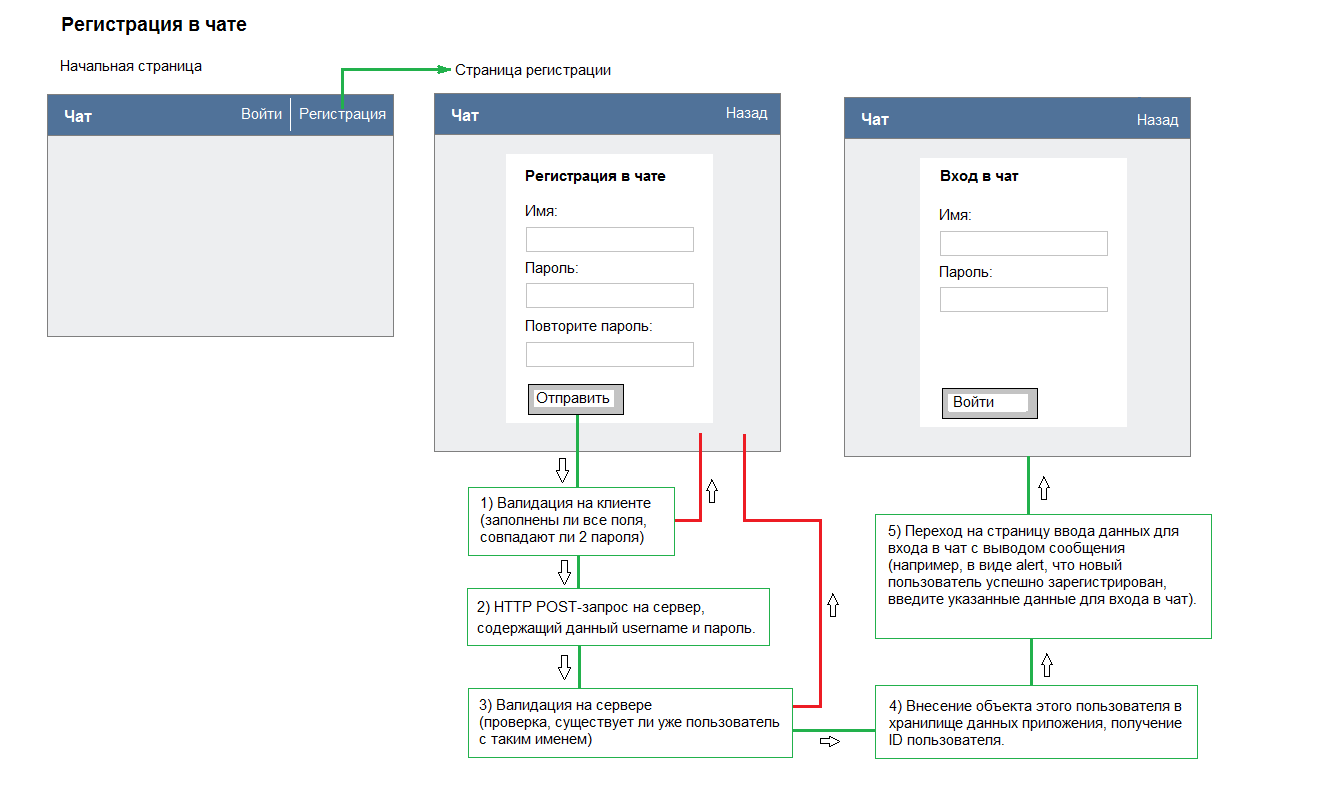 Регистрация в чате
Начальная страница
Страница регистрации
Чат
Войти
Регистрация
Чат
Назад
Регистрация в чате
Имя:
Пароль:
Повторите пароль:
Отправить
Чат
Назад
Вход в чат
Имя:
Пароль:
Войти
1) Валидация на клиенте
(заполнены ли все поля,
совпадают ли 2 пароля)
2) HTTP POST-запрос на сервер,
содержащий данный username и пароль.
3) Валидация на сервере
(проверка, существует ли уже пользователь
с таким именем)
4) Внесение объекта этого пользователя в
хранилище данных приложения, получение
ID пользователя.
5) Переход на страницу ввода данных для
входа в чат с выводом сообщения
(например, в виде alert, что новый
пользователь успешно зарегистрирован,
введите указанные данные для входа в чат).